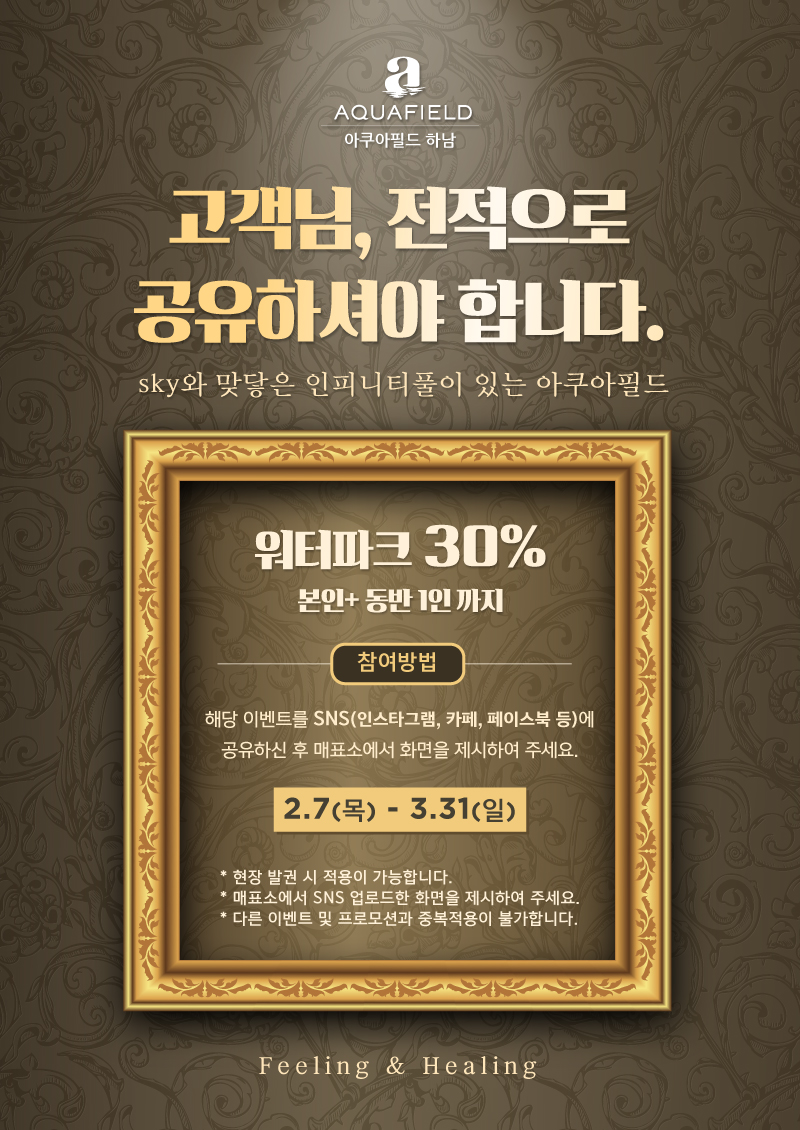 a
AQUAFIELD
아쿠아필드 하남
고객님, 전적으로
공유하셔야 합니다.
sky와 맞닿은 인피니티풀이 있는 아쿠아필드
워터파크 30%
본인+ 동반 1인 까지
참여방법
해당 이벤트를 SNS(인스타그램, 카페, 페이스북 등)에
공유하신 후 매표소에서 화면을 제시하여 주세요.
2.7(목) - 3.31(일)
* 현장 발권 시 적용이 가능합니다.
* 매표소에서 SNS 업로드한 화면을 제시하여 주세요.
* 다른 이벤트 및 프로모션과 중복적용이 불가합니다.
Feeling & Healing